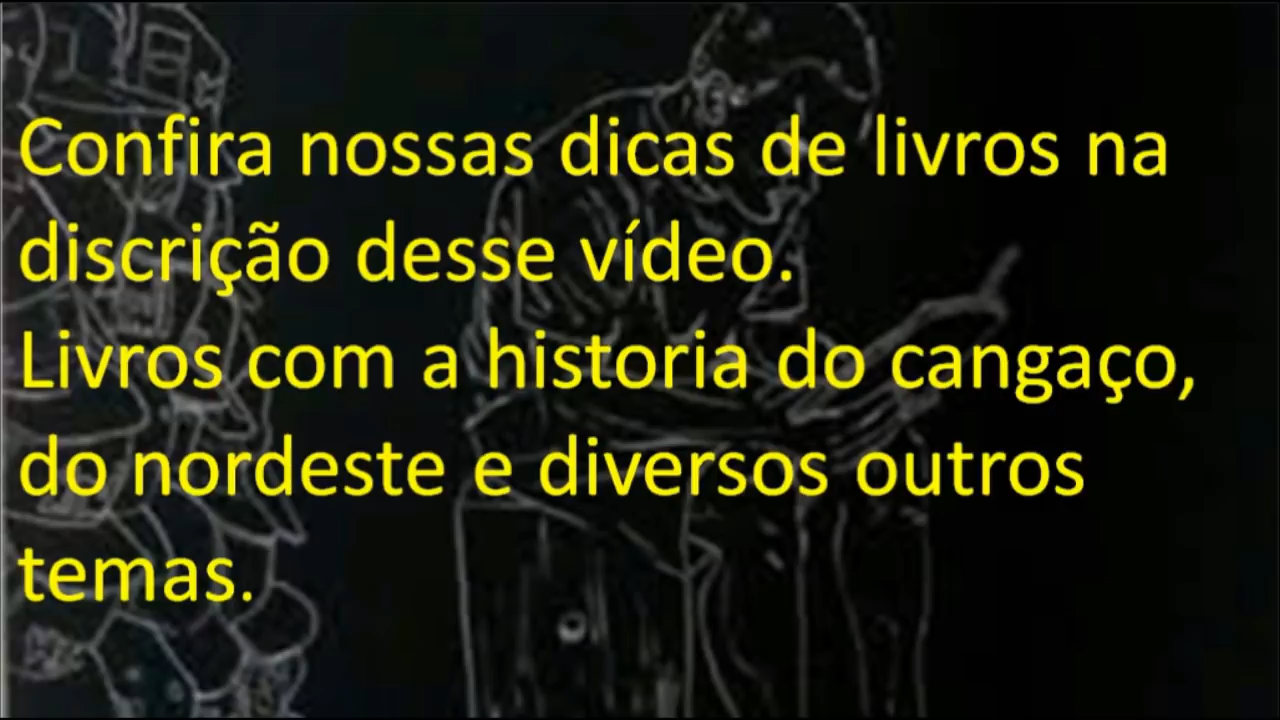 Confira nossas dicas de livros na
discrição desse vídeo.
Livros com a historia do cangaço,
do nordeste e diversos outros
temas.